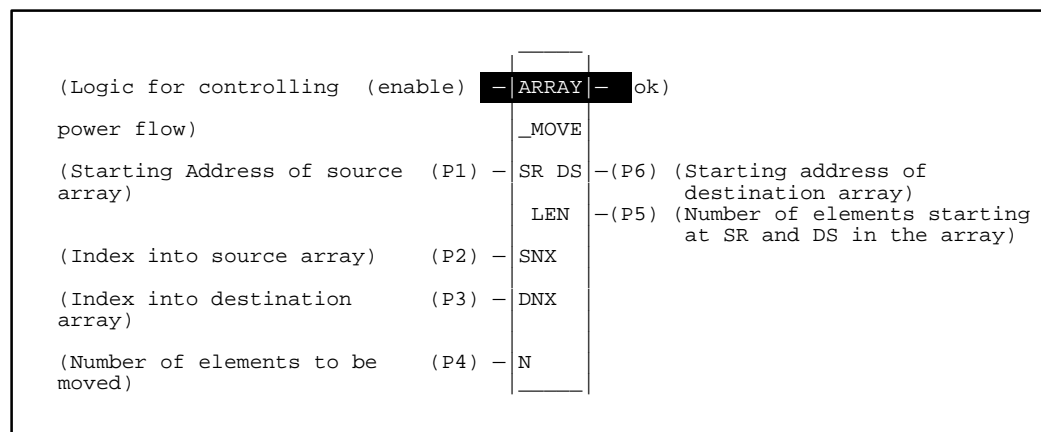 (Logic for controlling (enable) —|ARRAY|— ok)
power flow) |_MOVE|
(Starting Address of source (P1) —|SR DS|—(P6) (Starting address of
array) destination array)
LEN |—(P5) (Number of elements starting
at SR and DS in the array)
(Index into source array) (P2) —|SNX
(Index into destination (P3) —|DNX
array)
(Number of elements to be (P4) —|N
moved)